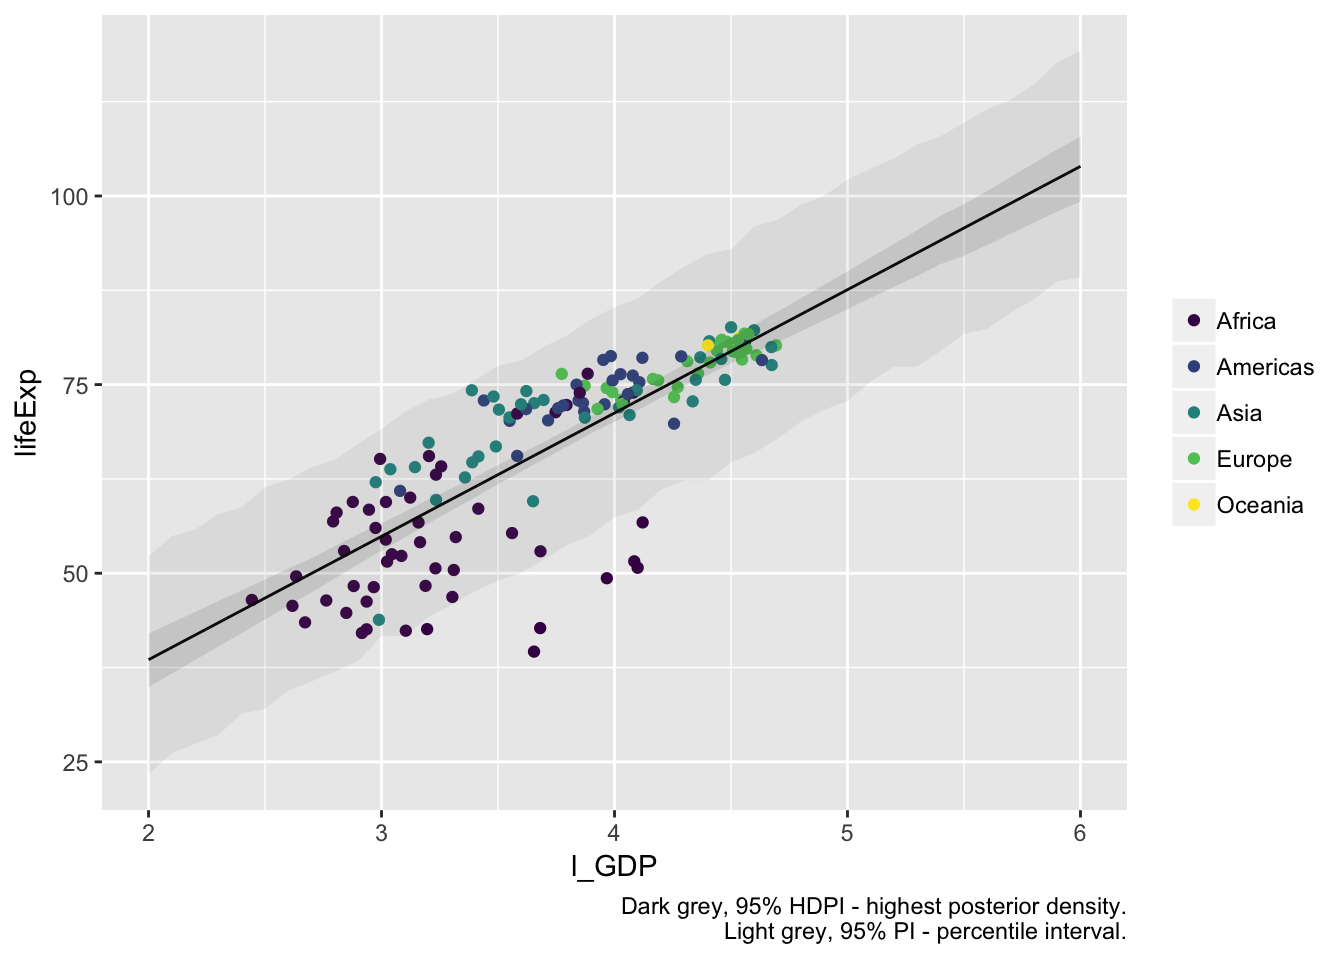 lifeExp
100
75
50
25
2 3 4 5 6
l_GDP
Africa
Americas
Asia
Europe
Oceania
Dark grey, 95% HDPI - highest posterior density.
Light grey, 95% PI - percentile interval.